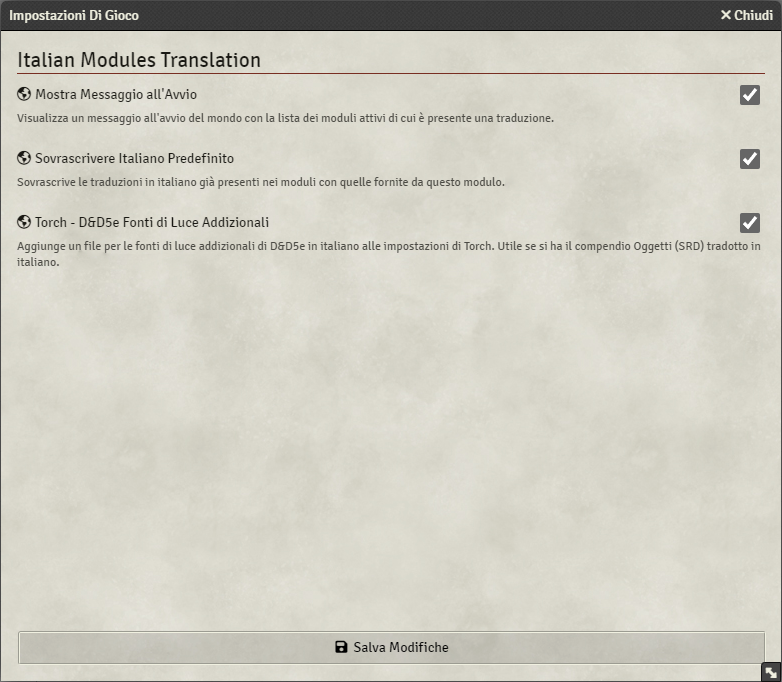 Impostazioni Di Gioco
Chiudi
Italian Modules Translation
Mostra Messaggio all'Avvio
Visualizza un messaggio all'avvio del mondo con la lista dei moduli attivi di cui è presente una traduzione.
Sovrascrivere Italiano Predefinito
Sovrascrive le traduzioni in italiano già presenti nei moduli con quelle fornite da questo modulo.
Torch - D&D5e Fonti di Luce Addizionali
Aggiunge un file per le fonti di luce addizionali di D&D5e in italiano alle impostazioni di Torch. Utile se si ha il compendio Oggetti (SRD) tradotto in
italiano.
Salva Modifiche